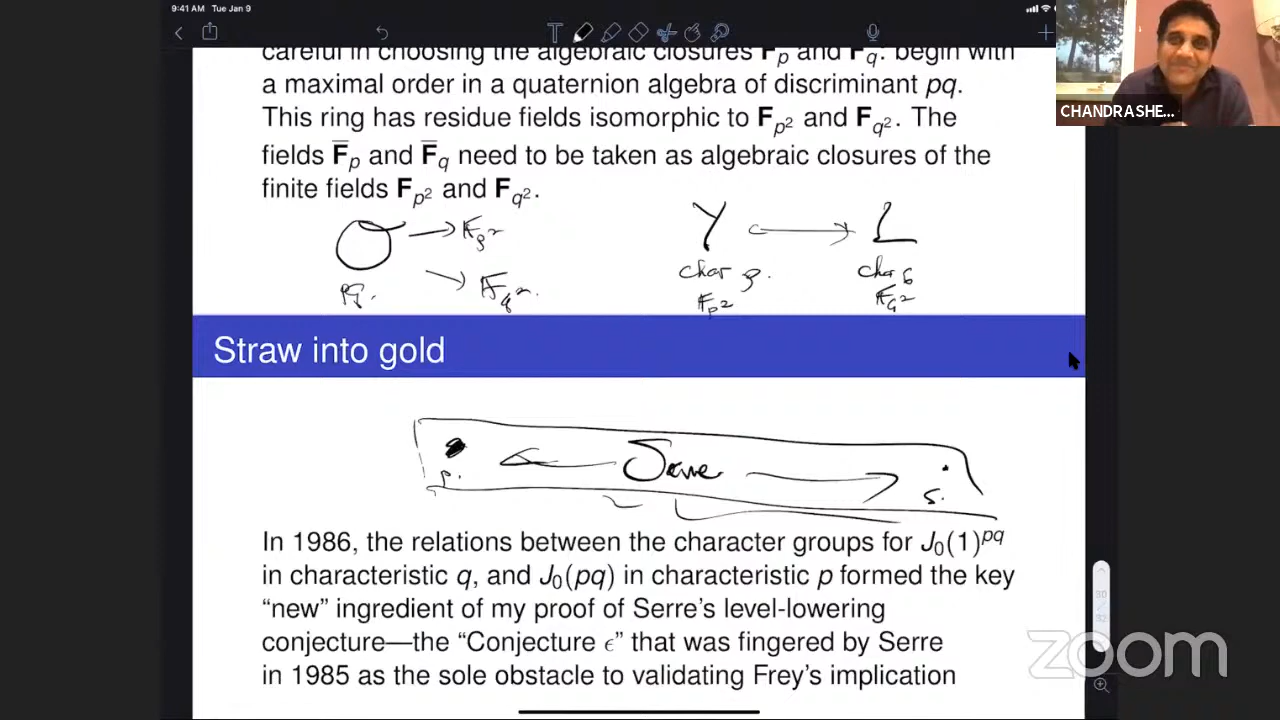 9:41 AM Tue Jan 9
careful in choosing the algebraic closures F̅p and F̅q: begin with
a maximal order in a quaternion algebra of discriminant pq.
This ring has residue fields isomorphic to Fp² and Fq². The
fields F̅p and F̅q need to be taken as algebraic closures of the
finite fields Fp² and Fq².
Y L
char
Fp² Fq²
pq.
Fq².
CHANDRASHE...
Straw into gold
Serre
In 1986, the relations between the character groups for J₀(1)^pq
in characteristic q, and J₀(pq) in characteristic p formed the key
“new” ingredient of my proof of Serre’s level-lowering
conjecture—the “Conjecture ϵ” that was fingered by Serre
in 1985 as the sole obstacle to validating Frey’s implication
zoom